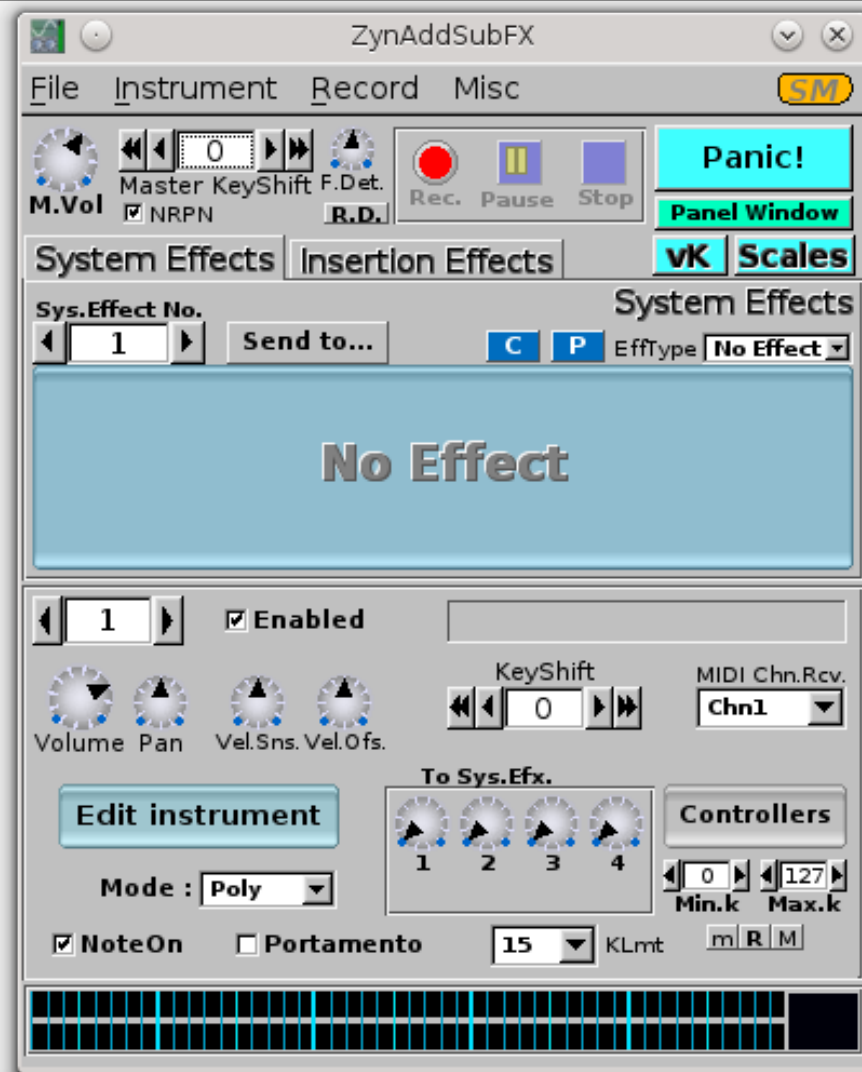 ZynAddSubFX
File Instrument Record Misc SM
0
Master KeyShift F.Det.
M.Vol NRPN R.D.
Rec. Pause Stop
Panic!
Panel Window
System Effects Insertion Effects vK Scales
Sys.Effect No. System Effects
1 Send to... C P EffType No Effect
No Effect
1 Enabled
KeyShift MIDI Chn.Rcv.
0 Chn1
Volume Pan Vel.Sns. Vel.Ofs.
To Sys.Efx.
Edit instrument Controllers
1 2 3 4
Mode : Poly 0 127
Min.k Max.k
NoteOn Portamento 15 KLmt m R M